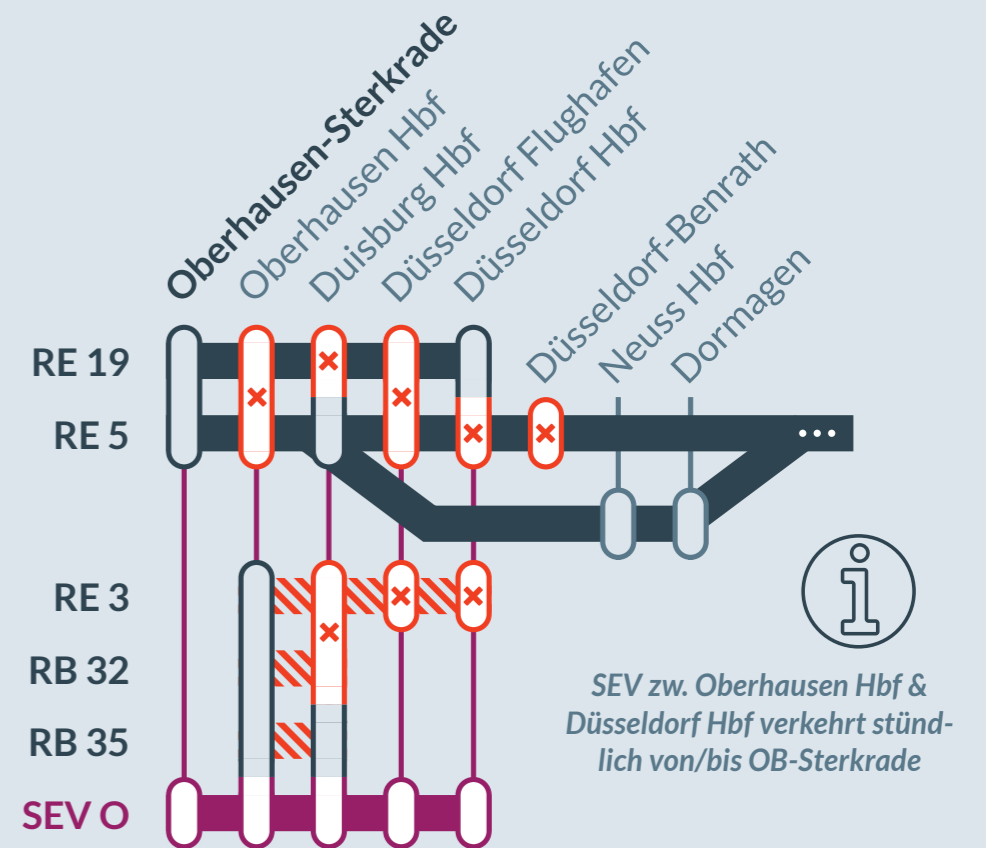 Oberhausen-Sterkrade
Oberhausen Hbf
Duisburg Hbf
Düsseldorf Flughafen
Düsseldorf Hbf
Düsseldorf-Benrath
Neuss Hbf
Dormagen
RE 19
RE 5
RE 3
RB 32
RB 35
SEV O
SEV zw. Oberhausen Hbf &
Düsseldorf Hbf verkehrt stünd-
lich von/bis OB-Sterkrade